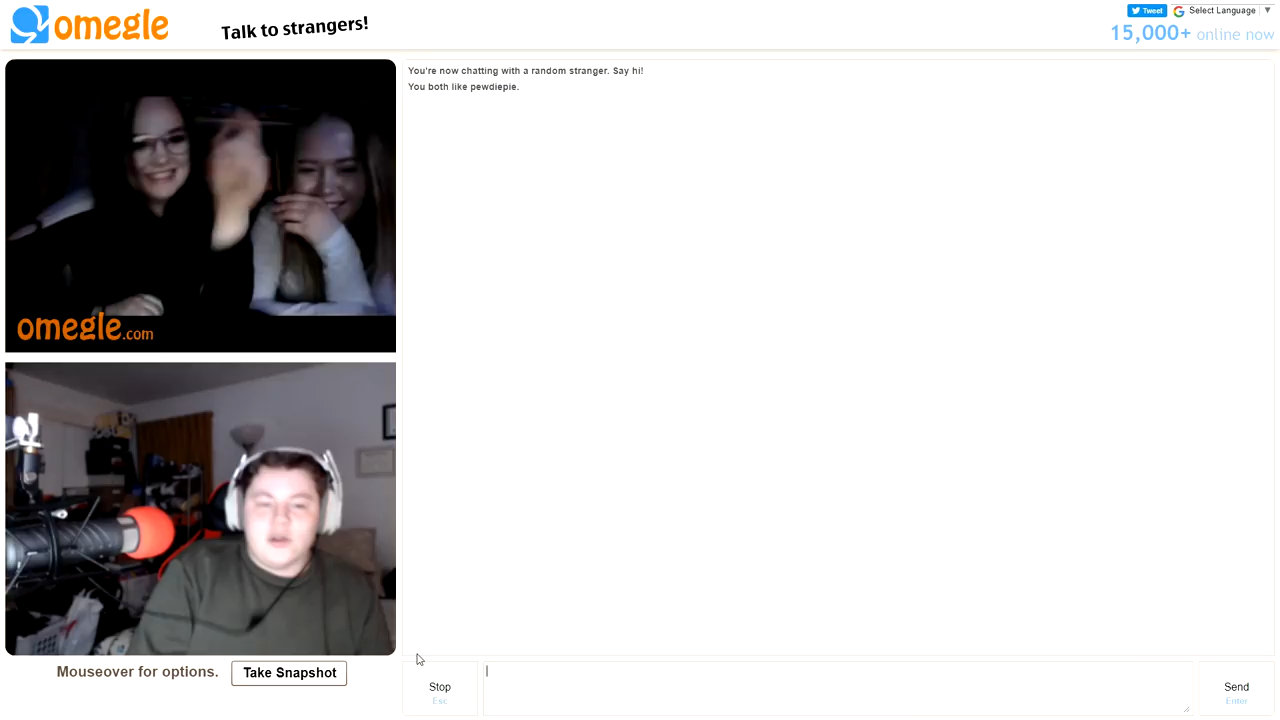 omegle
Talk to strangers!
Tweet
Select Language ▼
15,000+ online now
You're now chatting with a random stranger. Say hi!
You both like pewdiepie.
omegle.com
Mouseover for options.
Take Snapshot
Stop
Esc
Send
Enter